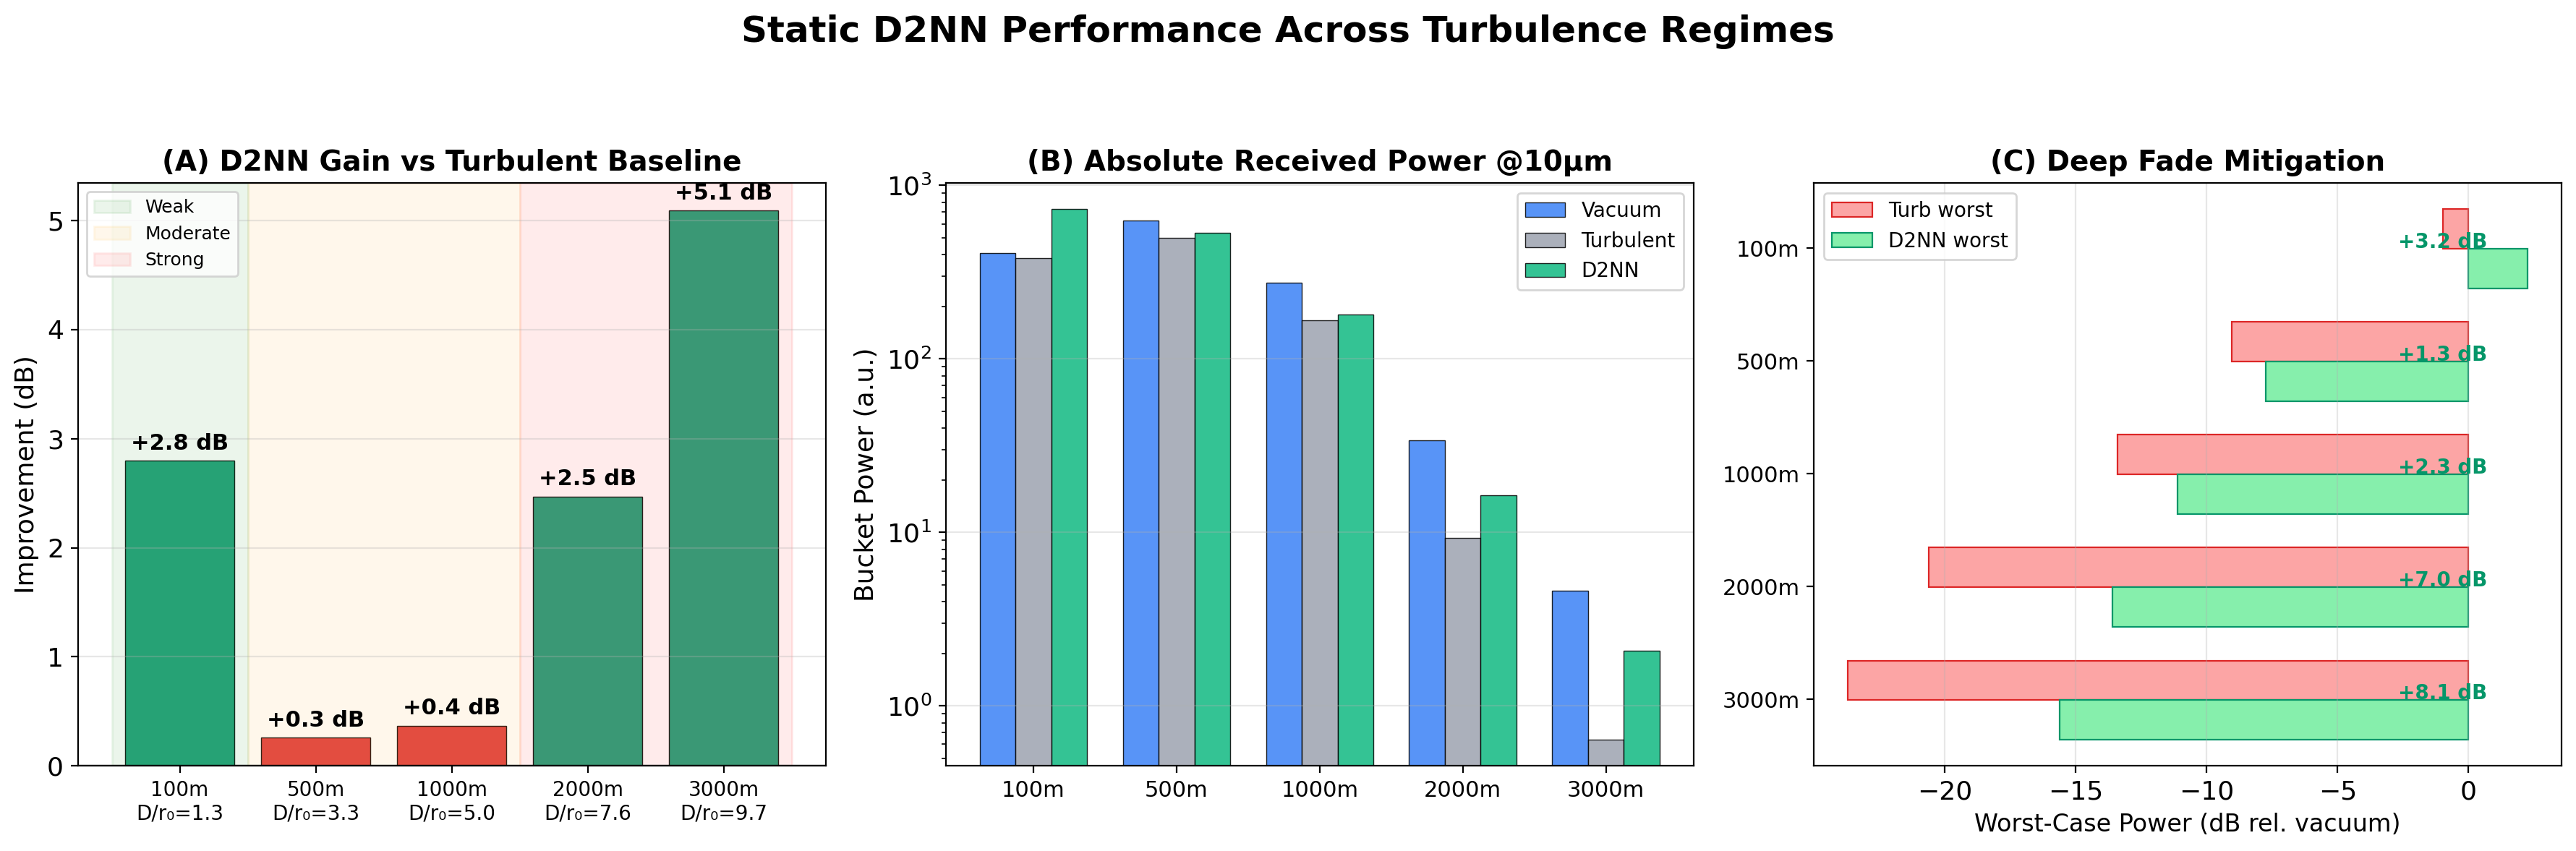 Static D2NN Performance Across Turbulence Regimes
(A) D2NN Gain vs Turbulent Baseline
Improvement (dB)
5
4
3
2
1
0
Weak
Moderate
Strong
+2.8 dB
+0.3 dB
+0.4 dB
+2.5 dB
+5.1 dB
100m
D/r₀=1.3
500m
D/r₀=3.3
1000m
D/r₀=5.0
2000m
D/r₀=7.6
3000m
D/r₀=9.7
(B) Absolute Received Power @10μm
Bucket Power (a.u.)
10³
10²
10¹
10⁰
Vacuum
Turbulent
D2NN
100m
500m
1000m
2000m
3000m
(C) Deep Fade Mitigation
Turb worst
D2NN worst
100m
500m
1000m
2000m
3000m
+3.2 dB
+1.3 dB
+2.3 dB
+7.0 dB
+8.1 dB
−20
−15
−10
−5
0
Worst-Case Power (dB rel. vacuum)